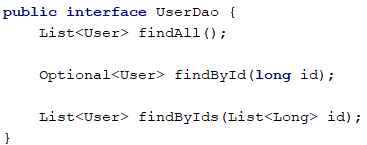 public interface UserDao {
    List<User> findAll();
    Optional<User> findById(long id);
    List<User> findByIds(List<Long> id);
}